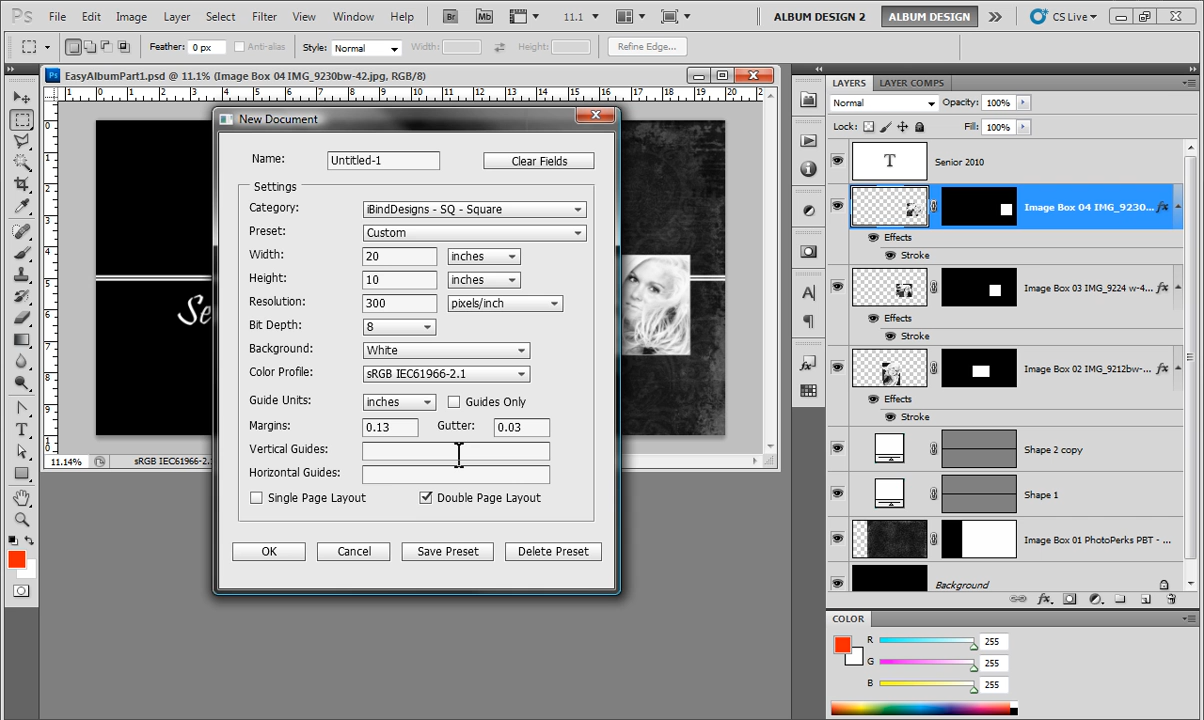 Ps File Edit Image Layer Select Filter View Window Help Br Mb 11.1 ALBUM DESIGN 2 ALBUM DESIGN CS Live
Feather: 0 px Anti-alias Style: Normal Width: Height: Refine Edge...
EasyAlbumPart1.psd @ 11.1% (Image Box 04 IMG_9230bw-42.jpg, RGB/8)
New Document
Name: Untitled-1 Clear Fields
Settings
Category: iBindDesigns - SQ - Square
Preset: Custom
Width: 20 inches
Height: 10 inches
Resolution: 300 pixels/inch
Bit Depth: 8
Background: White
Color Profile: sRGB IEC61966-2.1
Guide Units: inches Guides Only
Margins: 0.13 Gutter: 0.03
Vertical Guides:
Horizontal Guides:
Single Page Layout Double Page Layout
OK Cancel Save Preset Delete Preset
Se
11.14% sRGB IEC61966-2.
LAYERS LAYER COMPS
Normal Opacity: 100%
Lock: Fill: 100%
T Senior 2010
Image Box 04 IMG_9230... fx
Effects
Stroke
Image Box 03 IMG_9224 w-4... fx
Effects
Stroke
Image Box 02 IMG_9212bw-... fx
Effects
Stroke
Shape 2 copy
Shape 1
Image Box 01 PhotoPerks PBT - ...
Background
COLOR
R 255
G 255
B 255